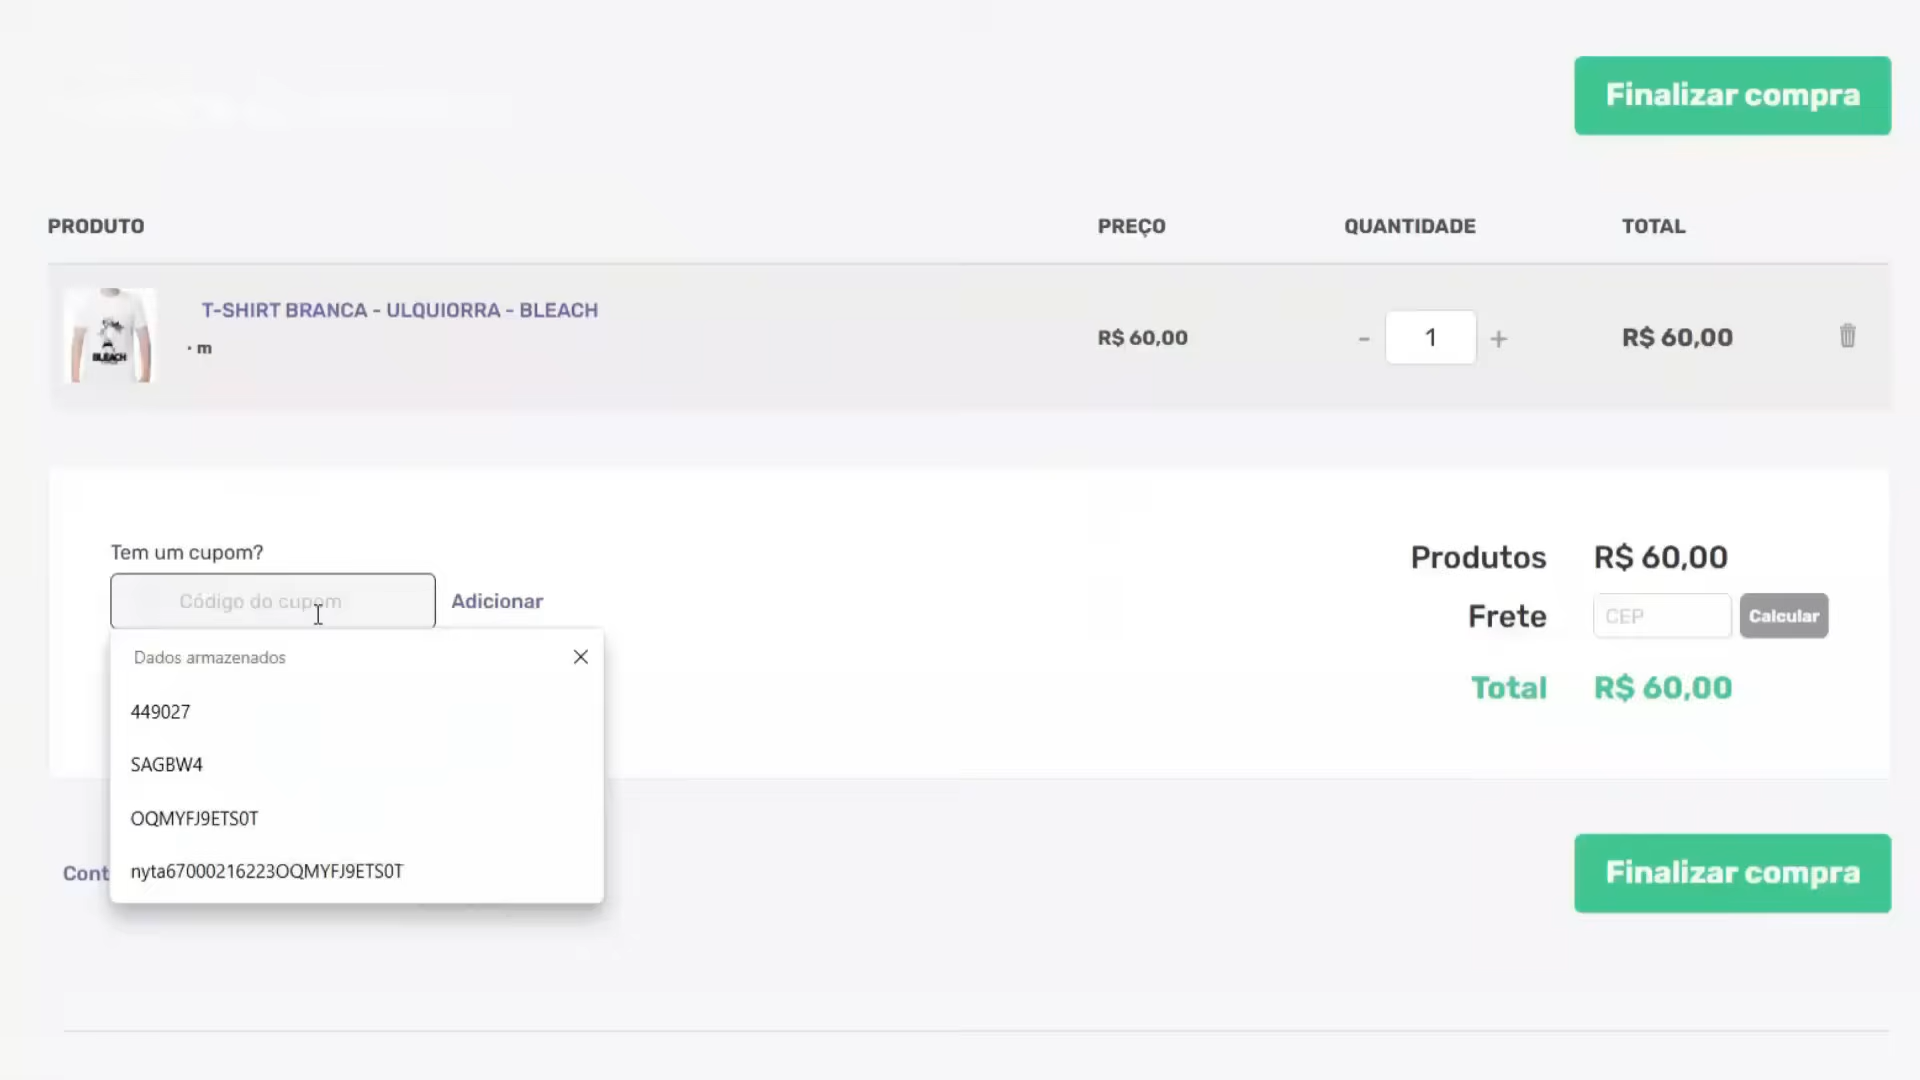 Finalizar compra
PRODUTO PREÇO QUANTIDADE TOTAL
T-SHIRT BRANCA - ULQUIORRA - BLEACH
· m
BLEACH
R$ 60,00 - 1 + R$ 60,00
Tem um cupom?
Código do cupom Adicionar
Dados armazenados
449027
SAGBW4
OQMYFJ9ETS0T
nyta67000216223OQMYFJ9ETS0T
Produtos R$ 60,00
Frete CEP Calcular
Total R$ 60,00
Cont
Finalizar compra